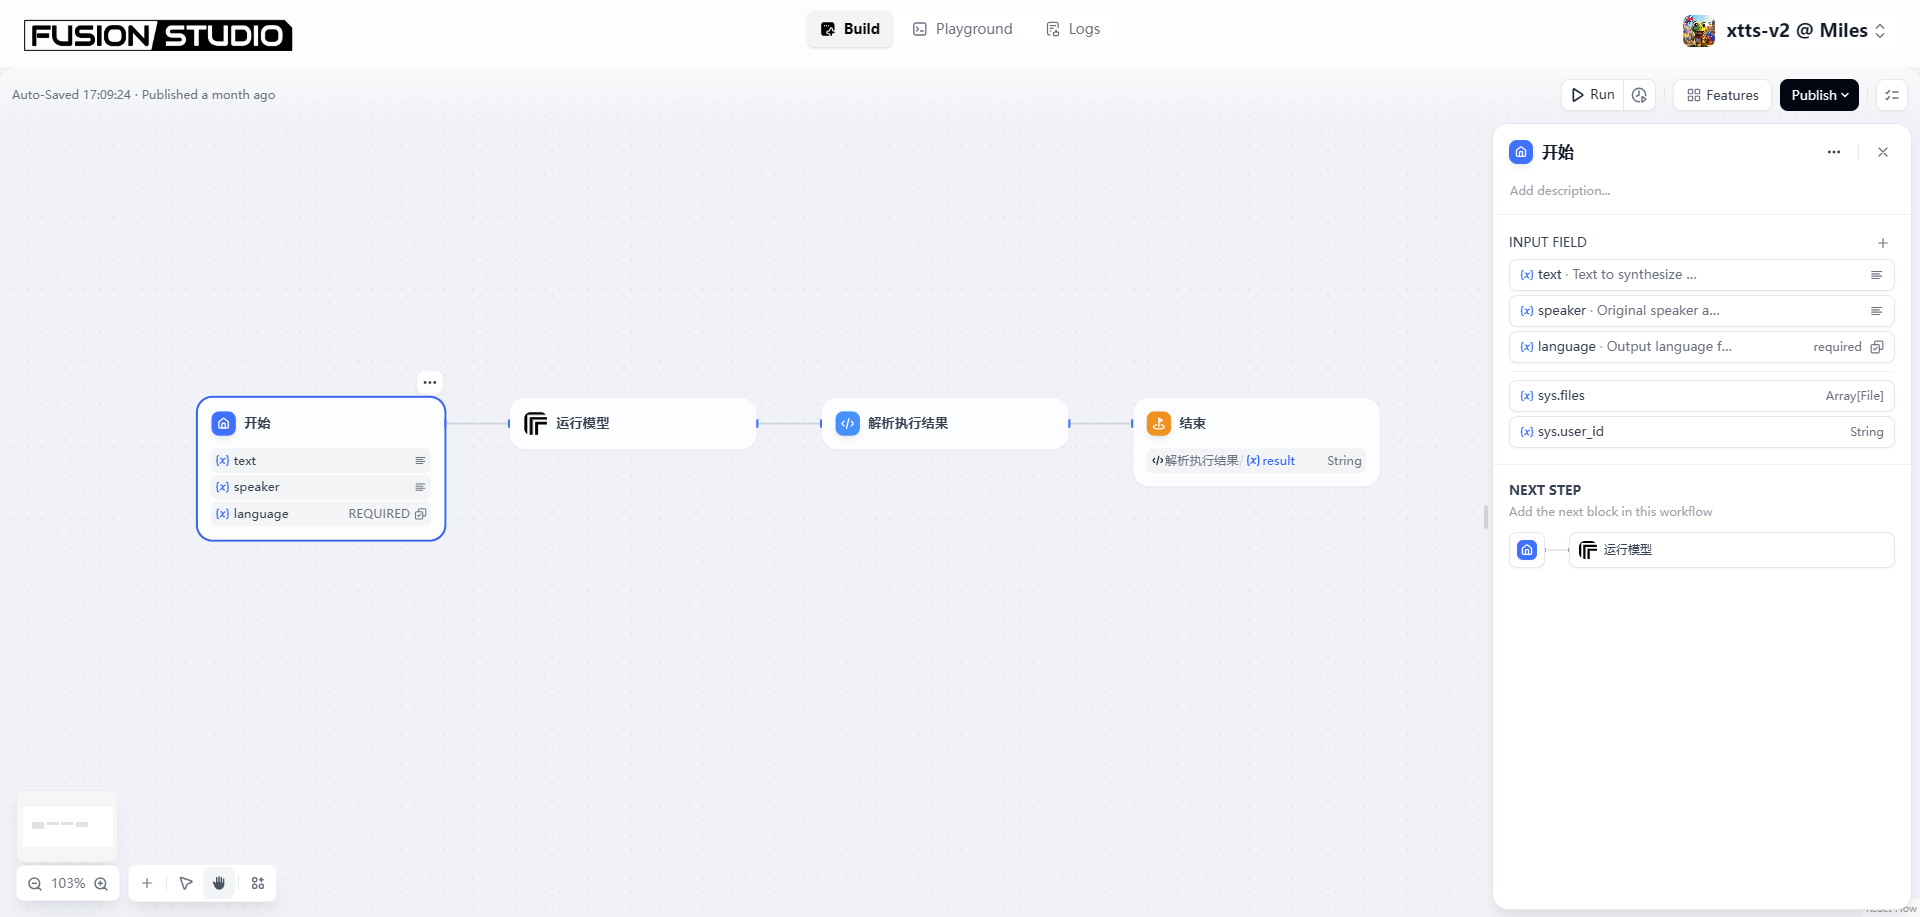 FUSION STUDIO
Build
Playground
Logs
xtts-v2 @ Miles
Auto-Saved 17:09:24 · Published a month ago
Run
Features
Publish
开始
Add description...
INPUT FIELD
{x} text · Text to synthesize ...
{x} speaker · Original speaker a...
{x} language · Output language f... required
{x} sys.files Array[File]
{x} sys.user_id String
NEXT STEP
Add the next block in this workflow
运行模型
开始
{x} text
{x} speaker
{x} language REQUIRED
运行模型
解析执行结果
结束
解析执行结果/ {x} result String
103%
React Flow